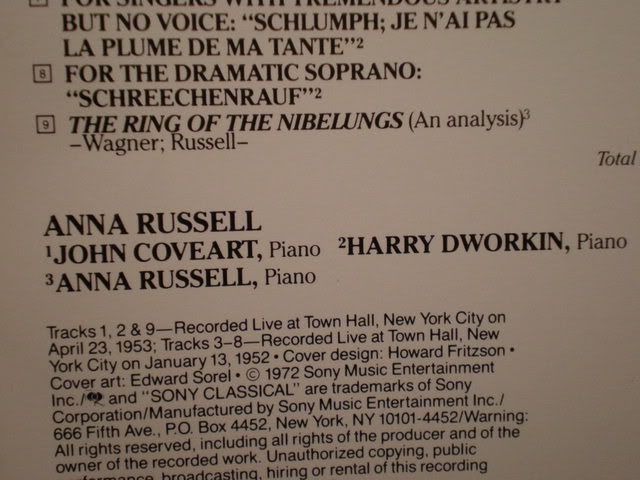 FOR SINGERS WITH TREMENDOUS ARTISTRY
BUT NO VOICE: “SCHLUMPH; JE N’AI PAS
LA PLUME DE MA TANTE”²
8 FOR THE DRAMATIC SOPRANO:
“SCHREECHENRAUF”²
9 THE RING OF THE NIBELUNGS (An analysis)³
–Wagner; Russell–
Total
ANNA RUSSELL
¹JOHN COVEART, Piano ²HARRY DWORKIN, Piano
³ANNA RUSSELL, Piano
Tracks 1, 2 & 9—Recorded Live at Town Hall, New York City on
April 23, 1953; Tracks 3–8—Recorded Live at Town Hall, New
York City on January 13, 1952 • Cover design: Howard Fritzson •
Cover art: Edward Sorel • © 1972 Sony Music Entertainment
Inc./ and “SONY CLASSICAL” are trademarks of Sony
Corporation/Manufactured by Sony Music Entertainment Inc./
666 Fifth Ave., P.O. Box 4452, New York, NY 10101-4452/Warning:
All rights reserved, including all rights of the producer and of the
owner of the recorded work. Unauthorized copying, public
performance, broadcasting, hiring or rental of this recording